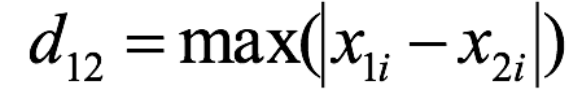 d₁₂ = max(|x₁ᵢ − x₂ᵢ|)